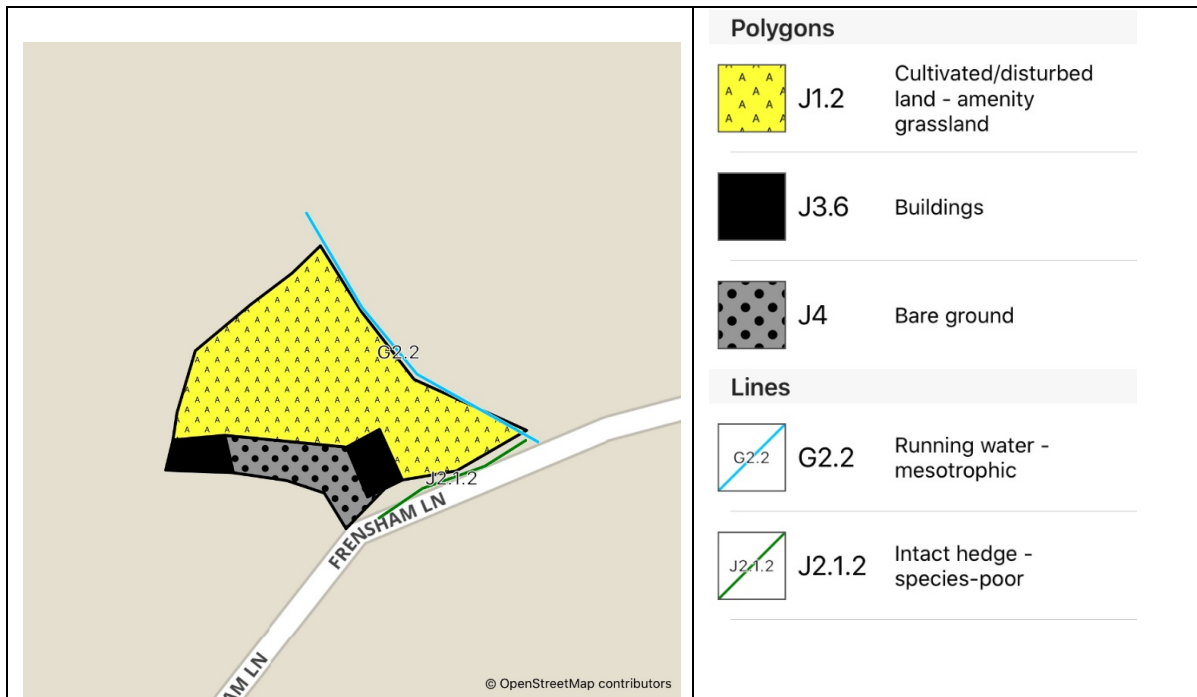 G2.2
J2.1.2
FRENSHAM LN
AM LN
© OpenStreetMap contributors
Polygons
J1.2 Cultivated/disturbed
land - amenity
grassland
J3.6 Buildings
J4 Bare ground
Lines
G2.2 G2.2 Running water -
mesotrophic
J2.1.2 J2.1.2 Intact hedge -
species-poor